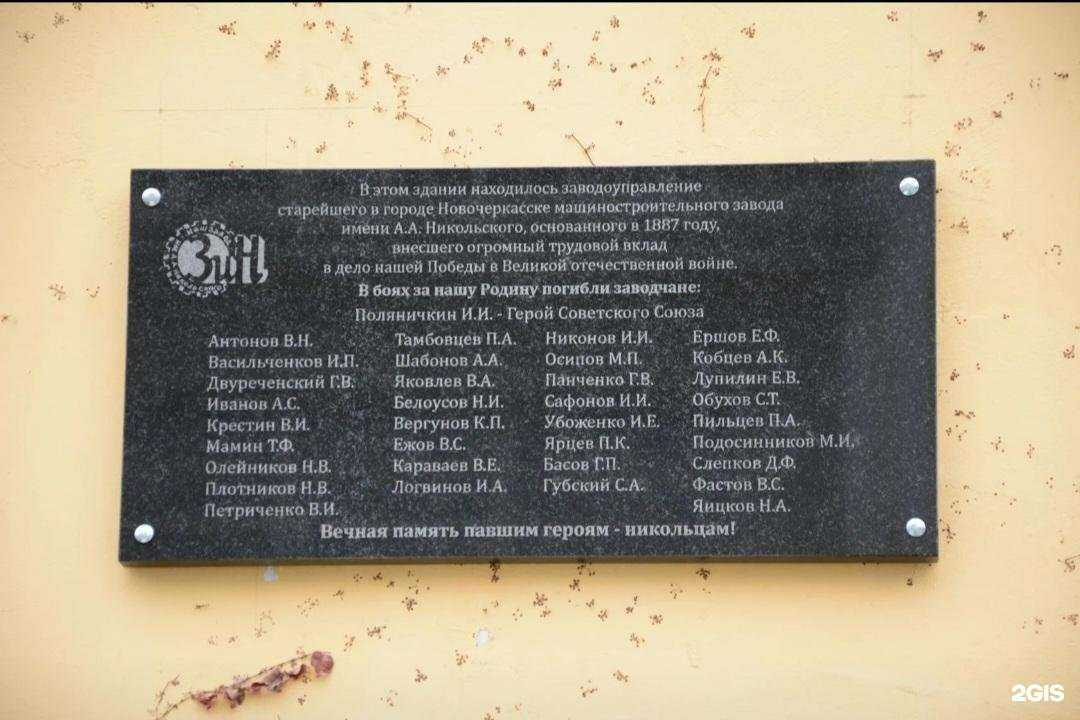 В этом здании находилось заводоуправление
старейшего в городе Новочеркасске машиностроительного завода
имени А.А. Никольского, основанного в 1887 году,
внесшего огромный трудовой вклад
в дело нашей Победы в Великой отечественной войне.
В боях за нашу Родину погибли заводчане:
Поляничкин И.И. - Герой Советского Союза
Антонов В.Н.
Васильченков И.П.
Двуреченский Г.В.
Иванов А.С.
Крестин В.И.
Мамин Т.Ф.
Олейников Н.В.
Плотников Н.В.
Петриченко В.И.
Тамбовцев П.А.
Шабонов А.А.
Яковлев В.А.
Белоусов Н.И.
Вергунов К.П.
Ежов В.С.
Караваев В.Е.
Логвинов И.А.
Никонов И.И.
Осипов М.П.
Панченко Г.В.
Сафонов И.И.
Убоженко И.Е.
Ярцев П.К.
Басов Г.П.
Губский С.А.
Ершов Е.Ф.
Кобцев А.К.
Лупилин Е.В.
Обухов С.Т.
Пильцев П.А.
Подосинников М.И.
Слепков Д.Ф.
Фастов В.С.
Яицков Н.А.
Вечная память павшим героям - никольцам!
2GIS